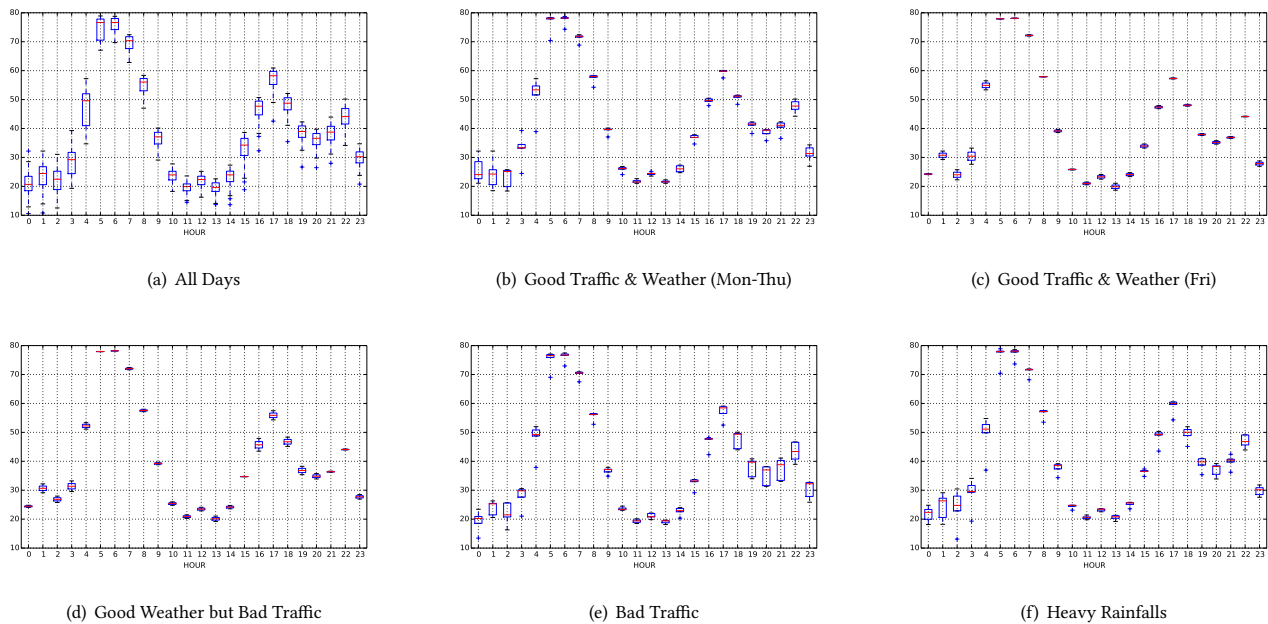 80
70
60
50
40
30
20
10
0 1 2 3 4 5 6 7 8 9 10 11 12 13 14 15 16 17 18 19 20 21 22 23
HOUR
(a) All Days
80
70
60
50
40
30
20
10
0 1 2 3 4 5 6 7 8 9 10 11 12 13 14 15 16 17 18 19 20 21 22 23
HOUR
(b) Good Traffic & Weather (Mon-Thu)
80
70
60
50
40
30
20
10
0 1 2 3 4 5 6 7 8 9 10 11 12 13 14 15 16 17 18 19 20 21 22 23
HOUR
(c) Good Traffic & Weather (Fri)
80
70
60
50
40
30
20
10
0 1 2 3 4 5 6 7 8 9 10 11 12 13 14 15 16 17 18 19 20 21 22 23
HOUR
(d) Good Weather but Bad Traffic
80
70
60
50
40
30
20
10
0 1 2 3 4 5 6 7 8 9 10 11 12 13 14 15 16 17 18 19 20 21 22 23
HOUR
(e) Bad Traffic
80
70
60
50
40
30
20
10
0 1 2 3 4 5 6 7 8 9 10 11 12 13 14 15 16 17 18 19 20 21 22 23
HOUR
(f) Heavy Rainfalls